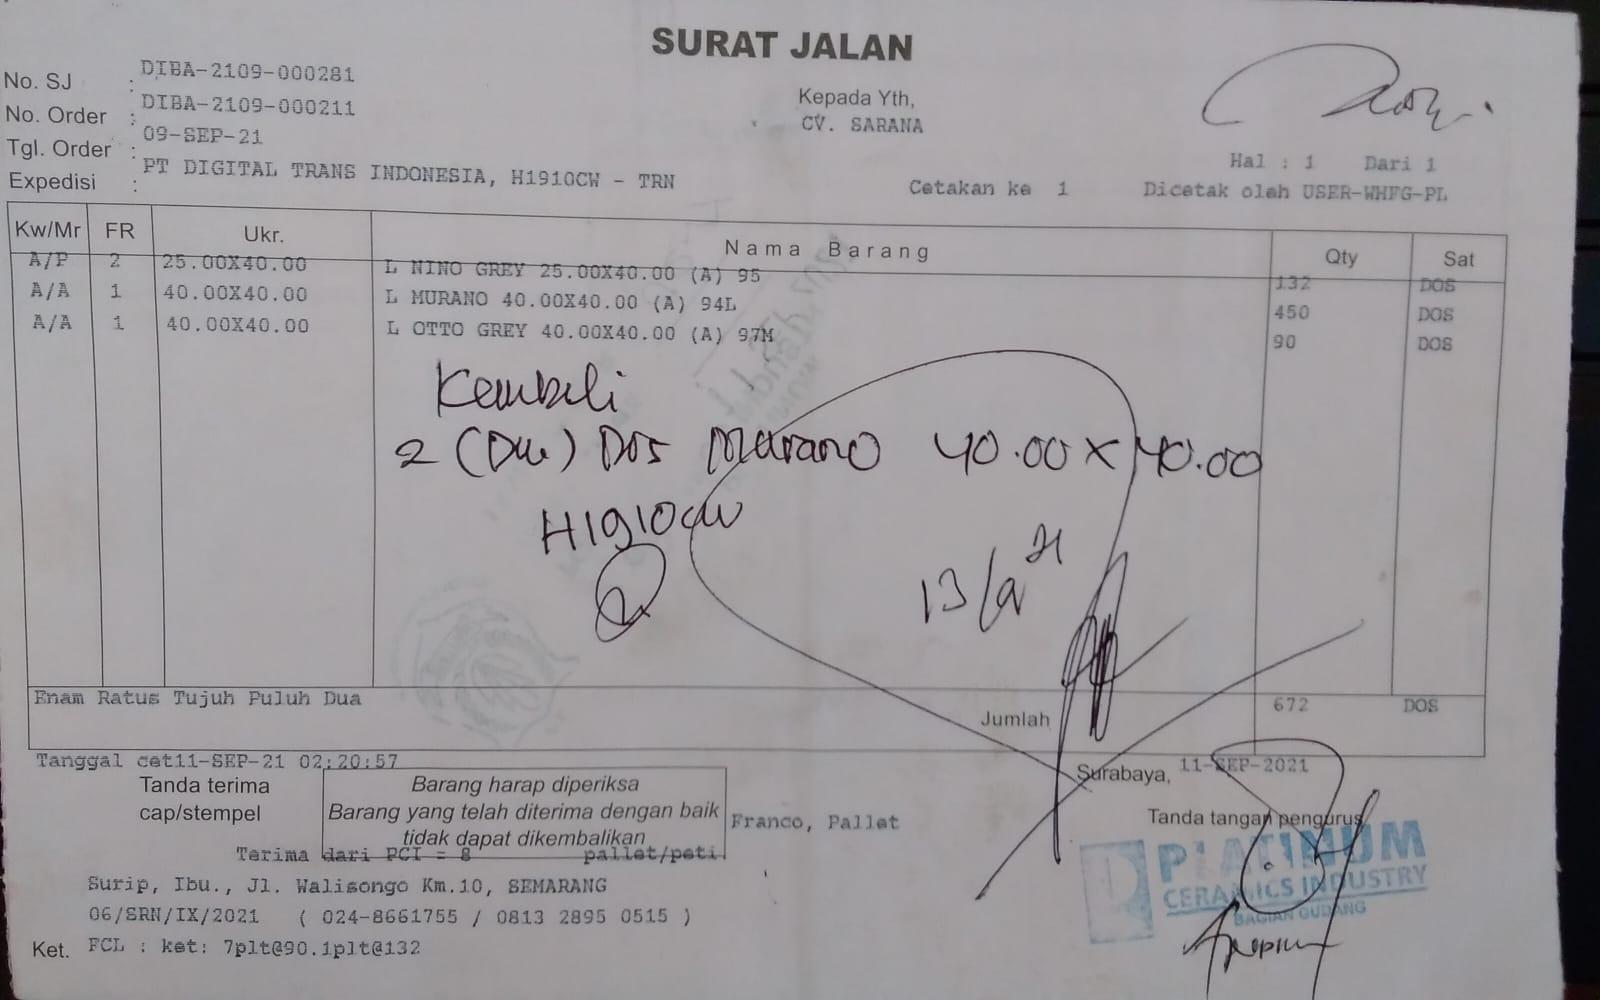 SURAT JALAN
No. SJ : DIBA-2109-000281
No. Order : DIBA-2109-000211
Tgl. Order : 09-SEP-21
Expedisi : PT DIGITAL TRANS INDONESIA, H1910CW - TRN
Kepada Yth,
CV. SARANA
Hal : 1 Dari 1
Cetakan ke 1 Dicetak oleh USER-WHFG-PL
Kw/Mr FR Ukr. Nama Barang Qty Sat
A/P 2 25.00X40.00 L NINO GREY 25.00X40.00 (A) 95 132 DOS
A/A 1 40.00X40.00 L MURANO 40.00X40.00 (A) 94L 450 DOS
A/A 1 40.00X40.00 L OTTO GREY 40.00X40.00 (A) 97M 90 DOS
Kembali
2 (Dua) Dos Murano 40.00 x 40.00
H1910CW
13/9 21
Enam Ratus Tujuh Puluh Dua Jumlah 672 DOS
Tanggal cet11-SEP-21 02:20:57
Surabaya, 11-SEP-2021
Tanda terima
cap/stempel
Barang harap diperiksa
Barang yang telah diterima dengan baik
tidak dapat dikembalikan
Franco, Pallet
Tanda tangan pengurus
PLATINUM
CERAMICS INDUSTRY
BAGIAN GUDANG
Terima dari PCI = 8 pallet/peti
Surip, Ibu., Jl. Walisongo Km.10, SEMARANG
06/SRN/IX/2021 ( 024-8661755 / 0813 2895 0515 )
Ket. FCL : ket: 7plt@90.1plt@132